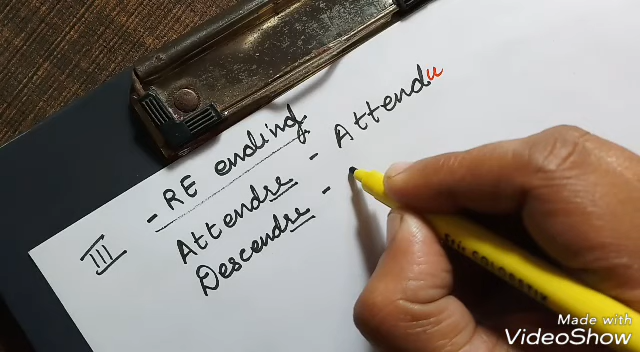 III - RE ending
Attendre - Attendu
Descendre -
Made with
VideoShow